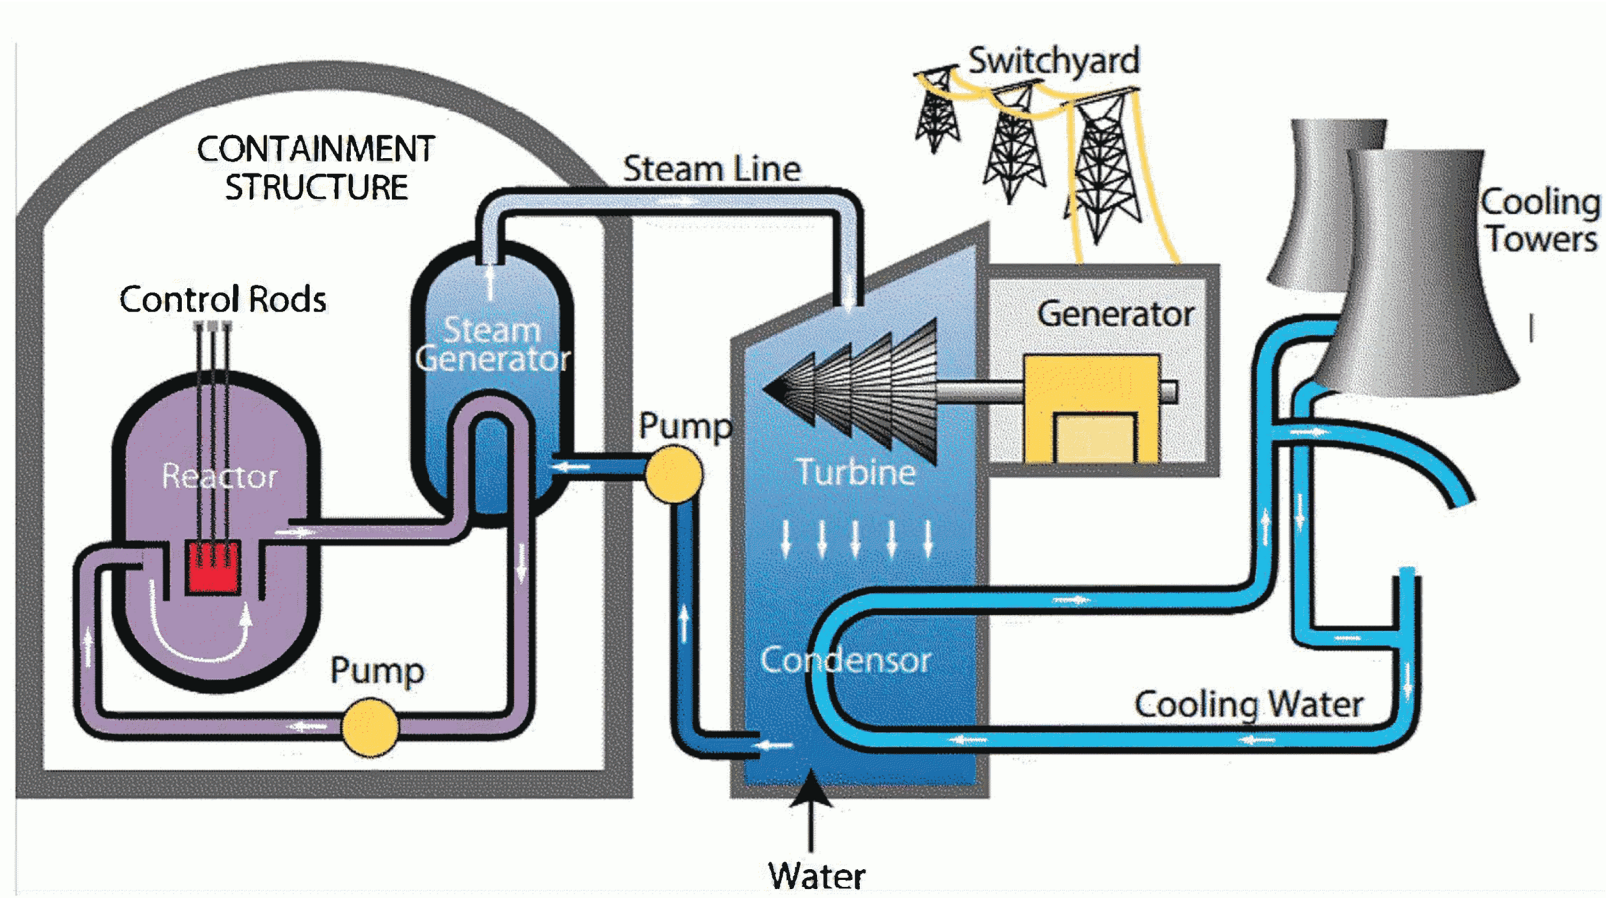 Switchyard
CONTAINMENT
STRUCTURE
Steam Line
Cooling
Towers
Control Rods
Generator
Steam
Generator
Pump
Reactor
Turbine
Pump
Condensor
Cooling Water
Water